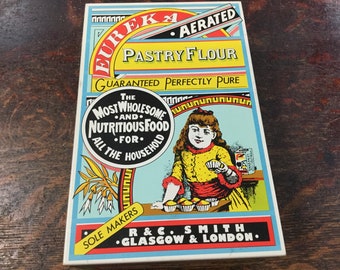 EUREKA
AERATED
PASTRY FLOUR
GUARANTEED PERFECTLY PURE
THE
MOST WHOLESOME
· AND ·
NUTRITIOUS FOOD
· FOR ·
ALL THE HOUSEHOLD
SOLE MAKERS
R & C. SMITH
· GLASGOW & LONDON ·